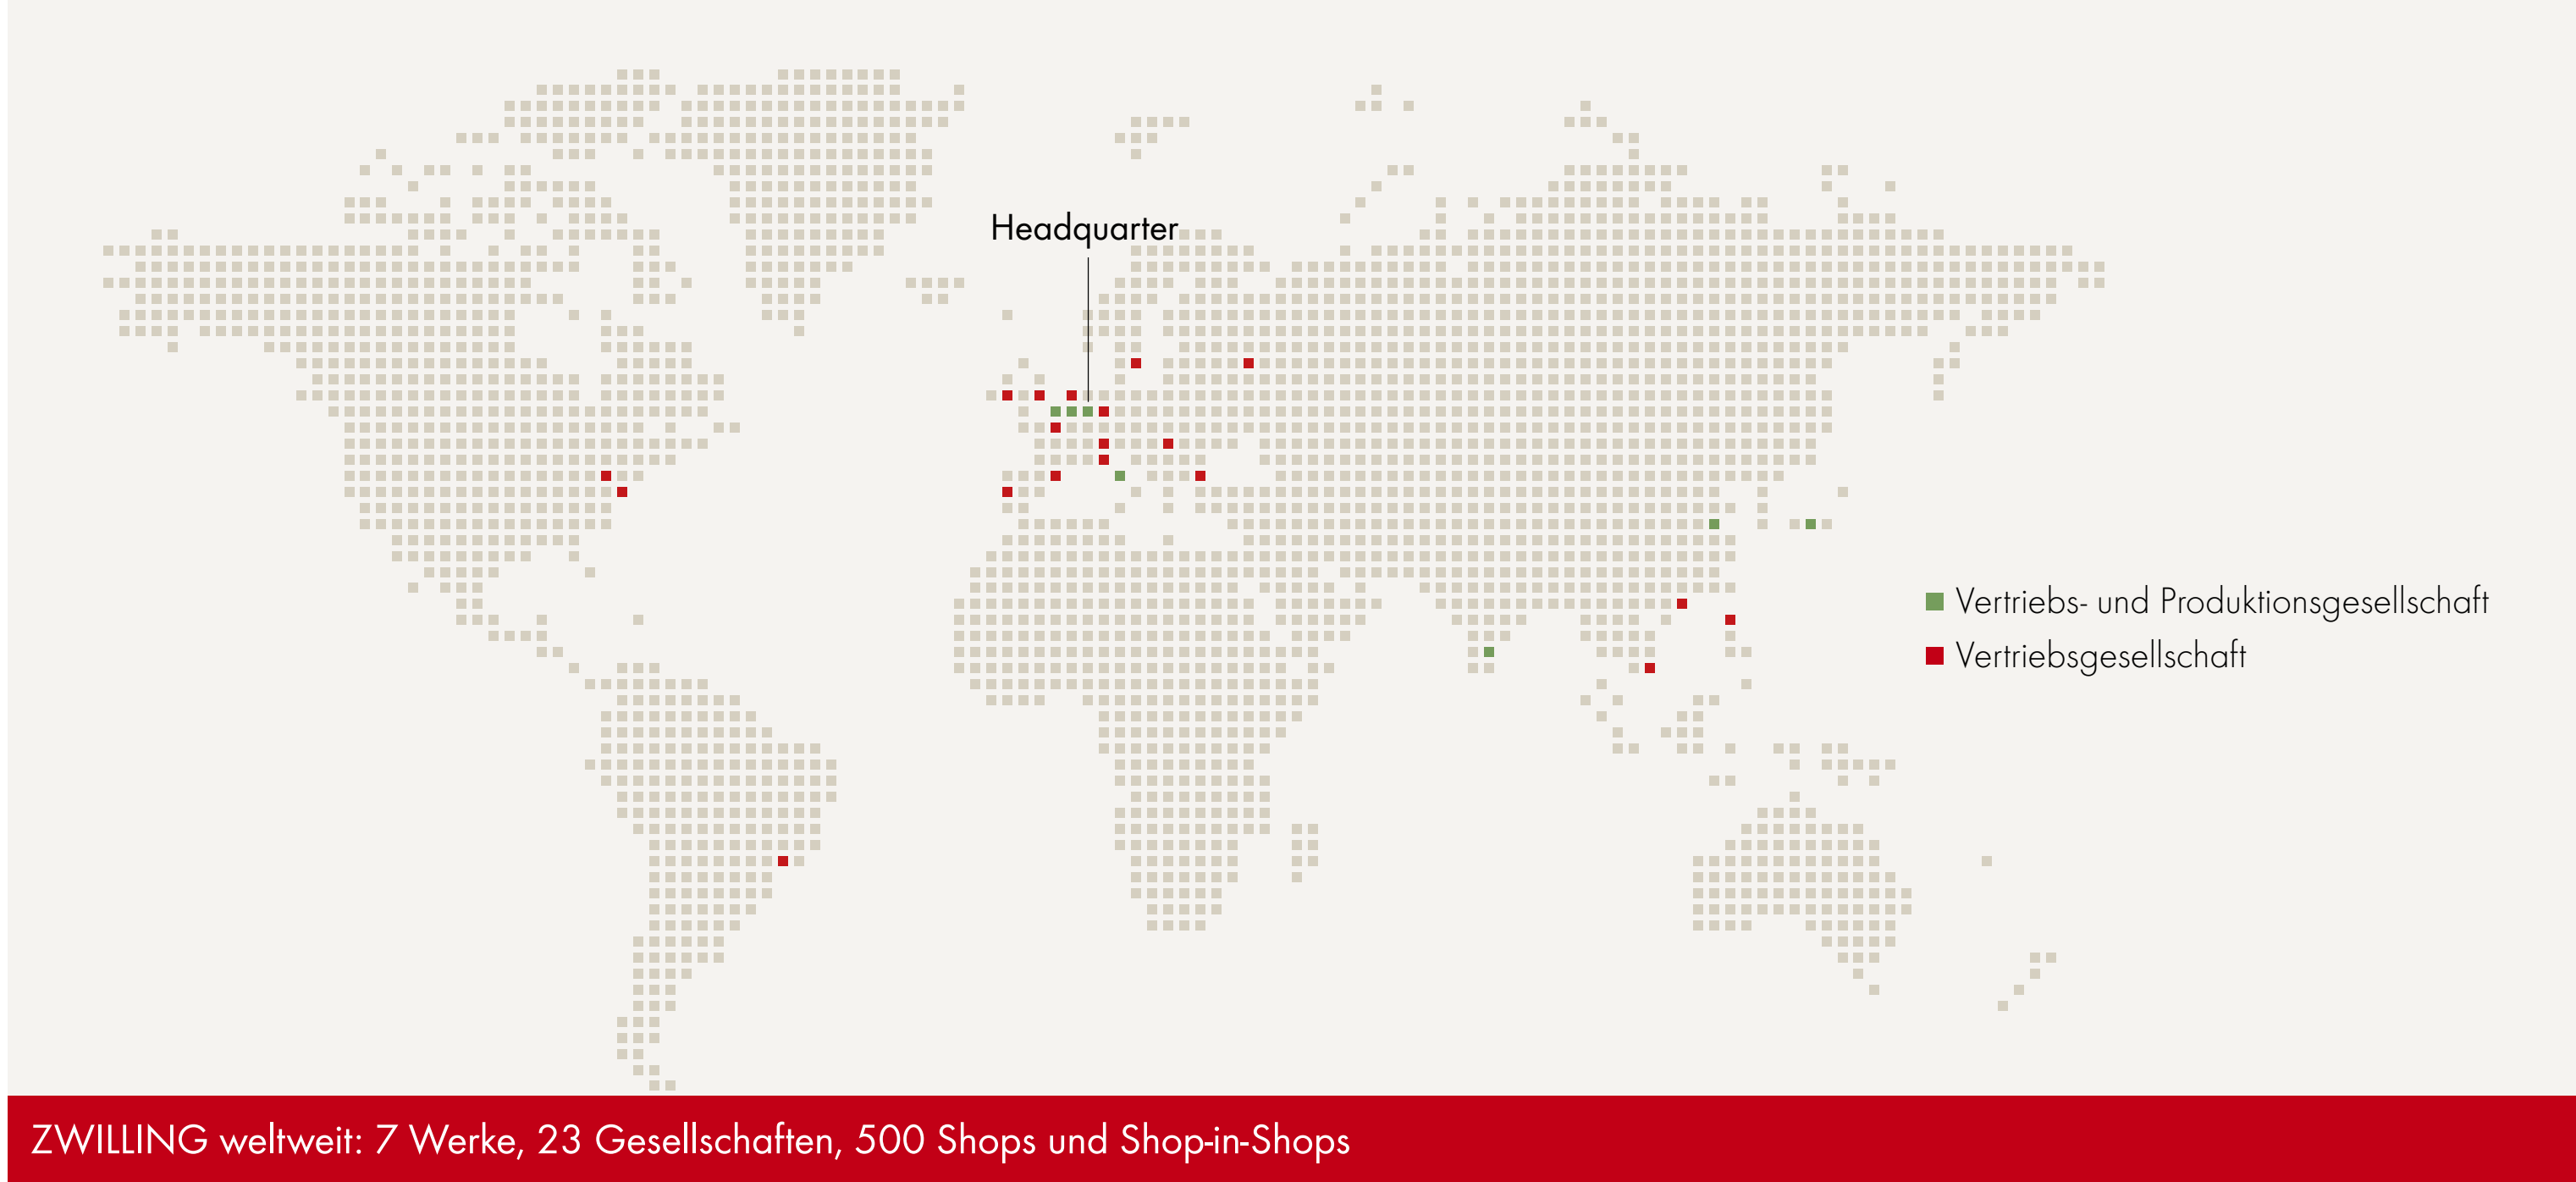 Headquarter
Vertriebs- und Produktionsgesellschaft
Vertriebsgesellschaft
ZWILLING weltweit: 7 Werke, 23 Gesellschaften, 500 Shops und Shop-in-Shops